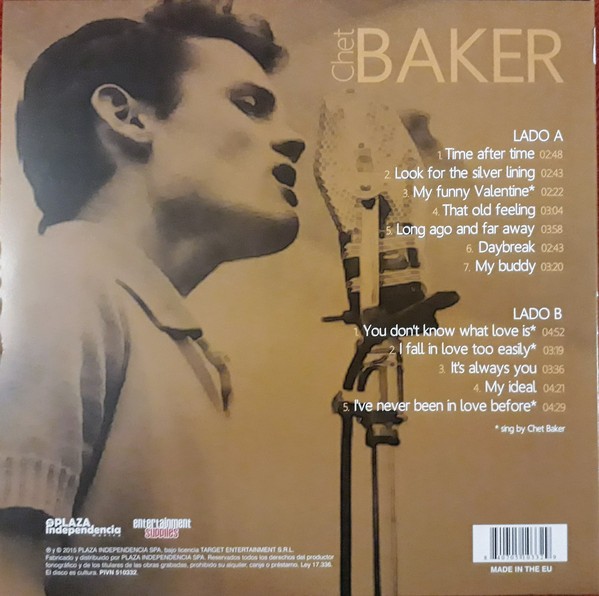 Chet BAKER
LADO A
1. Time after time 02:48
2. Look for the silver lining 02:43
3. My funny Valentine* 02:22
4. That old feeling 03:04
5. Long ago and far away 03:58
6. Daybreak 02:43
7. My buddy 03:20
LADO B
1. You don't know what love is* 04:52
2. I fall in love too easily* 03:19
3. It's always you 03:36
4. My ideal 04:21
5. I've never been in love before* 04:29
* sing by Chet Baker
PLAZA independencia música
entertainment supplies
℗ y © 2015 PLAZA INDEPENDENCIA SPA. bajo licencia TARGET ENTERTAINMENT S.R.L.
Fabricado y distribuido por PLAZA INDEPENDENCIA SPA. Reservados todos los derechos del productor
fonográfico y de los titulares de las obras grabadas, prohibido su alquiler, canje o préstamo. Ley 17.336.
El disco es cultura. PIVN 510332.
MADE IN THE EU